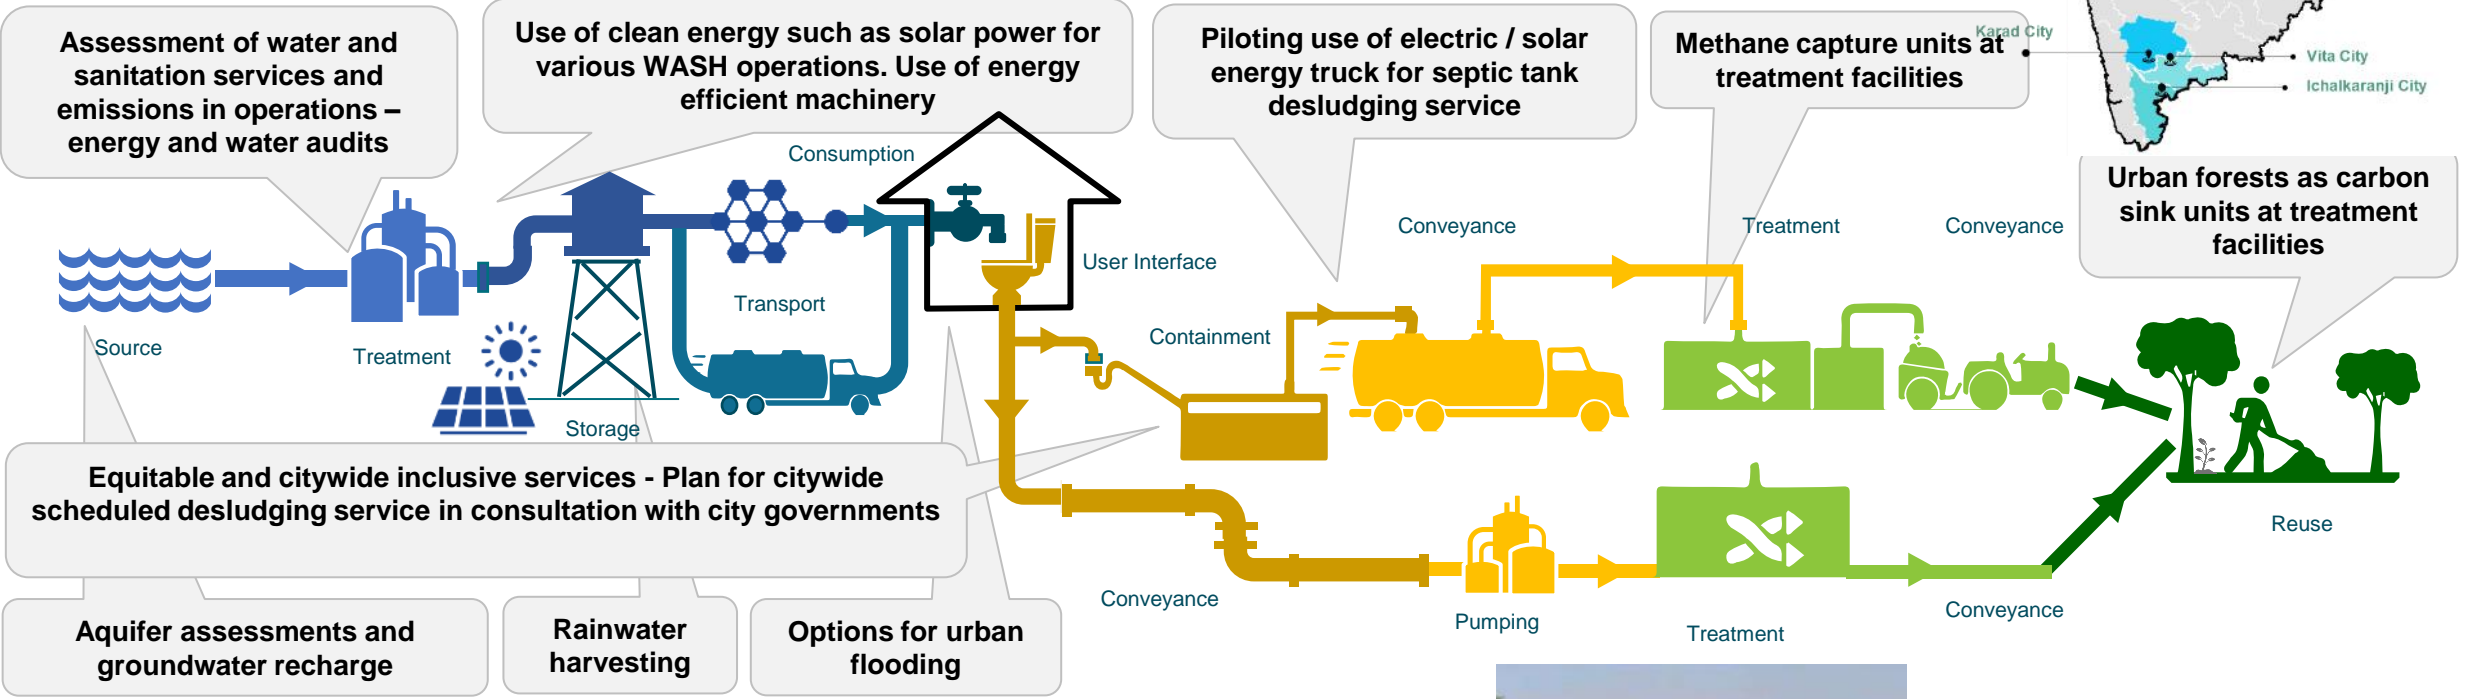 Assessment of water and
sanitation services and
emissions in operations –
energy and water audits
Use of clean energy such as solar power for
various WASH operations. Use of energy
efficient machinery
Piloting use of electric / solar
energy truck for septic tank
desludging service
Methane capture units at
treatment facilities
Karad City
Vita City
Ichalkaranji City
Urban forests as carbon
sink units at treatment
facilities
Consumption
Conveyance
Treatment
Conveyance
User Interface
Transport
Containment
Source
Treatment
Storage
Equitable and citywide inclusive services - Plan for citywide
scheduled desludging service in consultation with city governments
Reuse
Conveyance
Pumping
Treatment
Conveyance
Aquifer assessments and
groundwater recharge
Rainwater
harvesting
Options for urban
flooding